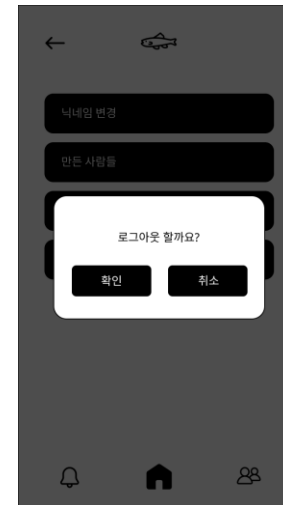 닉네임 변경
만든 사람들
로그아웃 할까요?
확인
취소